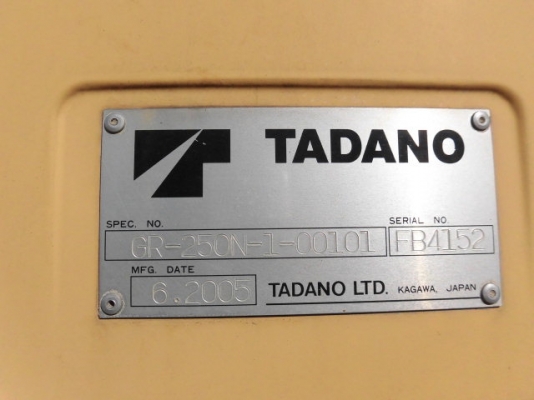 TADANO
SPEC. NO. SERIAL NO.
GR-250N-1-00101 FB4152
MFG. DATE
6.2005 TADANO LTD. KAGAWA, JAPAN